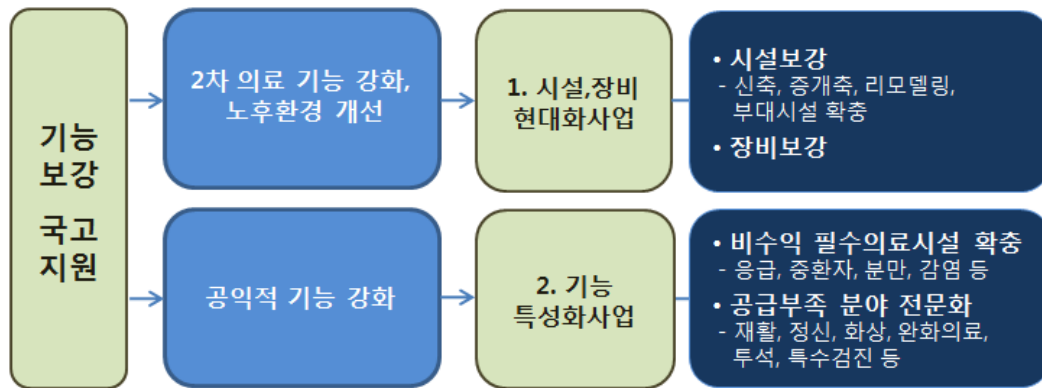 기능
보강
국고
지원
2차 의료 기능 강화,
노후환경 개선
1. 시설,장비
현대화사업
• 시설보강
- 신축, 증개축, 리모델링,
부대시설 확충
• 장비보강
공익적 기능 강화
2. 기능
특성화사업
• 비수익 필수의료시설 확충
- 응급, 중환자, 분만, 감염 등
• 공급부족 분야 전문화
- 재활, 정신, 화상, 완화의료,
투석, 특수검진 등